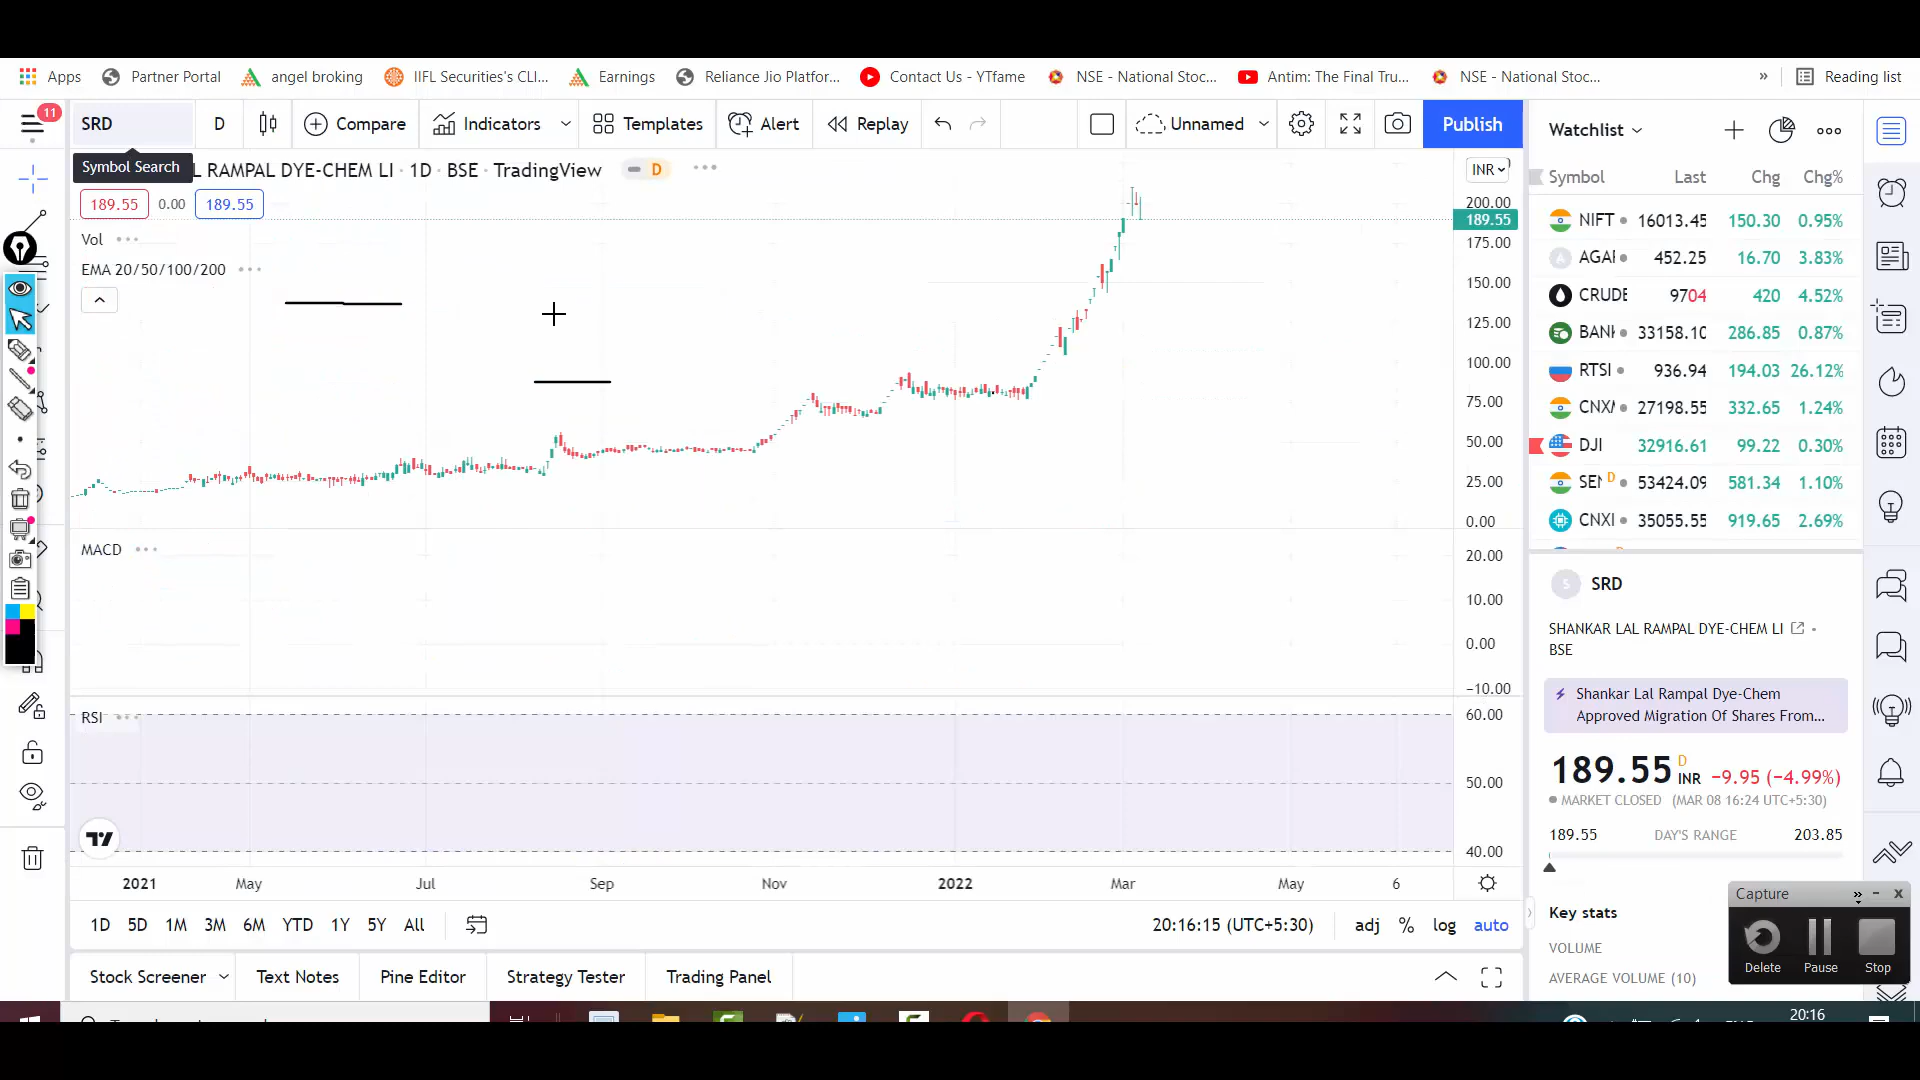 Apps
Partner Portal
angel broking
IIFL Securities's CLI...
Earnings
Reliance Jio Platfor...
Contact Us - YTfame
NSE - National Stoc...
Antim: The Final Tru...
NSE - National Stoc...
»
Reading list
11
SRD
D
Compare
Indicators
Templates
Alert
Replay
Unnamed
Publish
Symbol Search
L RAMPAL DYE-CHEM LI · 1D · BSE · TradingView
D
189.55
0.00
189.55
Vol
EMA 20/50/100/200
INR
200.00
189.55
175.00
150.00
125.00
100.00
75.00
50.00
25.00
0.00
MACD
20.00
10.00
0.00
−10.00
RSI
60.00
50.00
40.00
2021
May
Jul
Sep
Nov
2022
Mar
May
6
1D
5D
1M
3M
6M
YTD
1Y
5Y
All
20:16:15 (UTC+5:30)
adj
%
log
auto
Stock Screener
Text Notes
Pine Editor
Strategy Tester
Trading Panel
Watchlist
Symbol Last Chg Chg%
NIFT 16013.45 150.30 0.95%
452.25 16.70 3.83%
CRUDE 9704 420 4.52%
33158.10 286.85 0.87%
RTSI 936.94 194.03 26.12%
27198.55 332.65 1.24%
DJI 32916.61 99.22 0.30%
D 53424.09 581.34 1.10%
CNXI 35055.55 919.65 2.69%
S
SRD
SHANKAR LAL RAMPAL DYE-CHEM LI ·
BSE
Shankar Lal Rampal Dye-Chem
Approved Migration Of Shares From...
189.55 D INR −9.95 (−4.99%)
MARKET CLOSED (MAR 08 16:24 UTC+5:30)
189.55 DAY'S RANGE 203.85
Key stats
VOLUME
AVERAGE VOLUME (10)
Capture
Delete
Pause
Stop
20:16